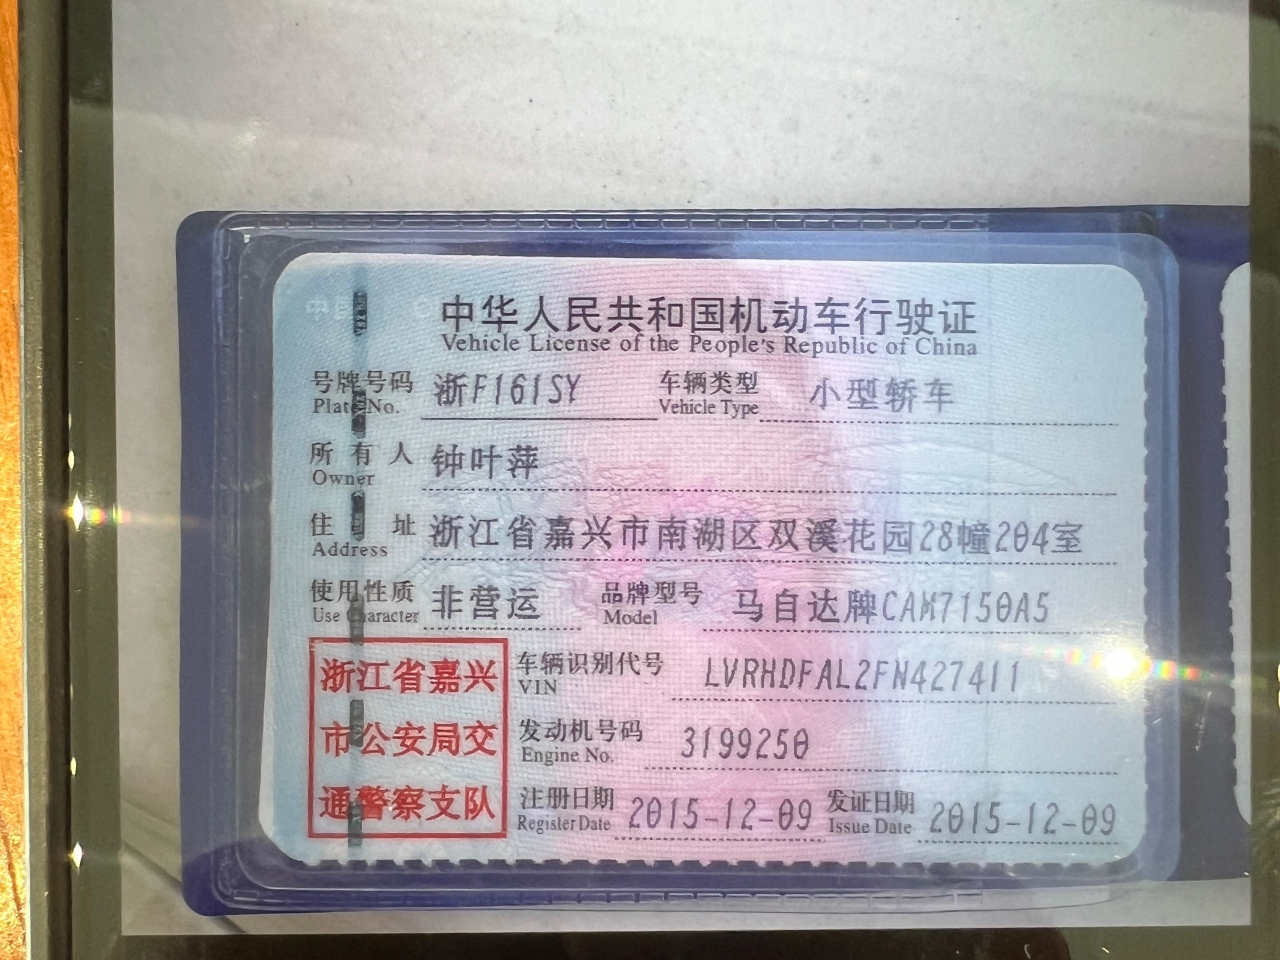 中华人民共和国机动车行驶证
Vehicle License of the People's Republic of China
号牌号码 浙F161SY 车辆类型 小型轿车
Plate No. Vehicle Type
所有人 钟叶萍
Owner
住址 浙江省嘉兴市南湖区双溪花园28幢204室
Address
使用性质 非营运 品牌型号 马自达牌CAM7150A5
Use Character Model
浙江省嘉兴
市公安局交
通警察支队
车辆识别代号 LVRHDFAL2FN427411
VIN
发动机号码 3199250
Engine No.
注册日期 2015-12-09 发证日期 2015-12-09
Register Date Issue Date